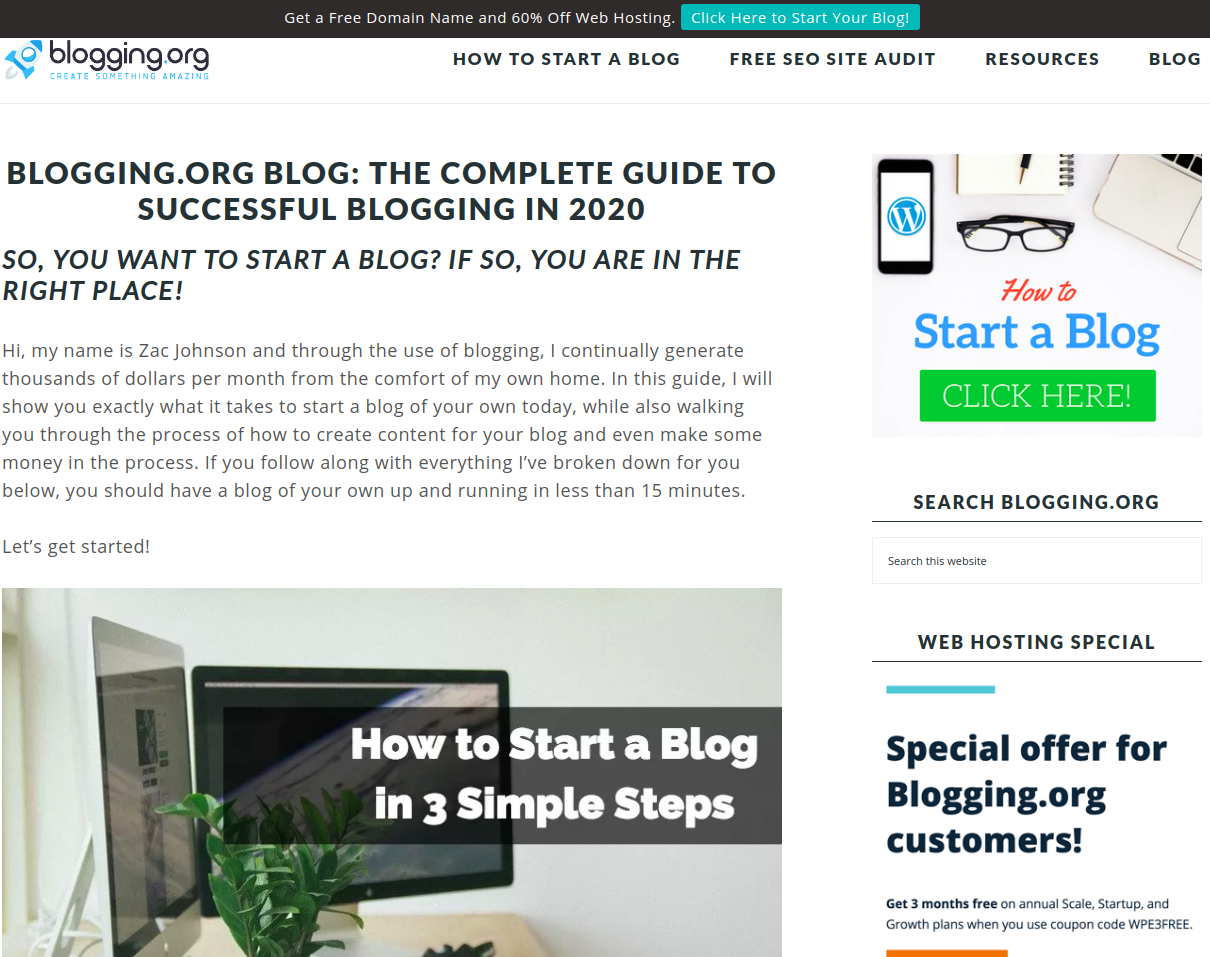 Get a Free Domain Name and 60% Off Web Hosting. Click Here to Start Your Blog!
blogging.org
CREATE SOMETHING AMAZING
HOW TO START A BLOG FREE SEO SITE AUDIT RESOURCES BLOG
BLOGGING.ORG BLOG: THE COMPLETE GUIDE TO
SUCCESSFUL BLOGGING IN 2020
SO, YOU WANT TO START A BLOG? IF SO, YOU ARE IN THE
RIGHT PLACE!
Hi, my name is Zac Johnson and through the use of blogging, I continually generate
thousands of dollars per month from the comfort of my own home. In this guide, I will
show you exactly what it takes to start a blog of your own today, while also walking
you through the process of how to create content for your blog and even make some
money in the process. If you follow along with everything I’ve broken down for you
below, you should have a blog of your own up and running in less than 15 minutes.
Let’s get started!
How to Start a Blog
in 3 Simple Steps
How to
Start a Blog
CLICK HERE!
SEARCH BLOGGING.ORG
Search this website
WEB HOSTING SPECIAL
Special offer for
Blogging.org
customers!
Get 3 months free on annual Scale, Startup, and
Growth plans when you use coupon code WPE3FREE.